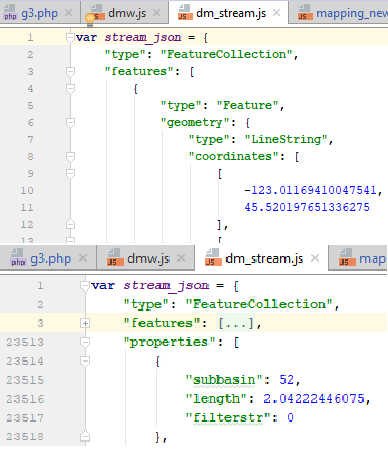 g3.php dmw.js dm_stream.js mapping_new
1 var stream_json = {
2 "type": "FeatureCollection",
3 "features": [
4 {
5 "type": "Feature",
6 "geometry": {
7 "type": "LineString",
8 "coordinates": [
9 [
10 -123.01169410047541,
11 45.520197651336275
12 ],
13 [
g3.php dmw.js dm_stream.js map
1 var stream_json = {
2 "type": "FeatureCollection",
3 "features": [...],
23513 "properties": [
23514 {
23515 "subbasin": 52,
23516 "length": 2.04222446075,
23517 "filterstr": 0
23518 },